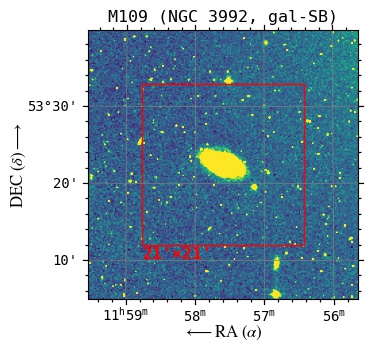 M109 (NGC 3992, gal-SB)
DEC (δ) ⟶
53°30'
20'
10'
21'×21'
11ʰ59ᵐ 58ᵐ 57ᵐ 56ᵐ
⟵ RA (α)